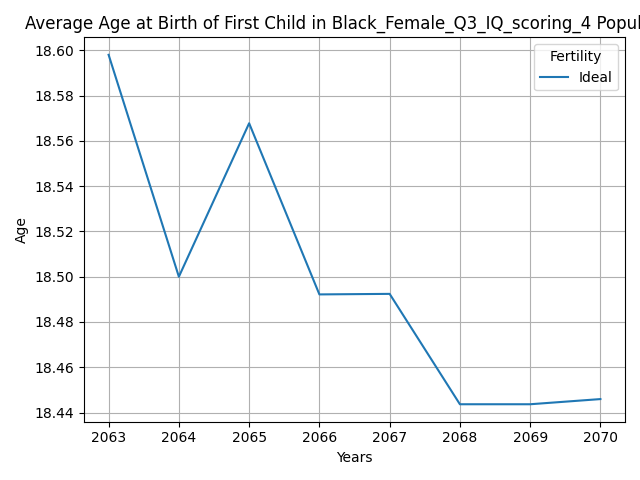 Average Age at Birth of First Child in Black_Female_Q3_IQ_scoring_4 Popul
Fertility
Ideal
18.60
18.58
18.56
18.54
18.52
18.50
18.48
18.46
18.44
Age
2063 2064 2065 2066 2067 2068 2069 2070
Years